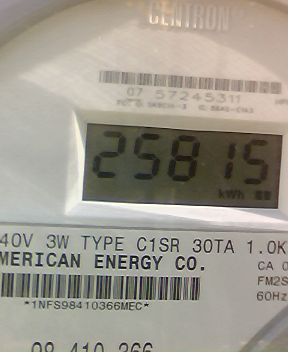 CENTRON
07 57245311
25815
kWh
40V 3W TYPE C1SR 30TA 1.0K
MERICAN ENERGY CO.
CA 0
FM2S
60Hz
*1NFS98410366MEC*
98 410 366